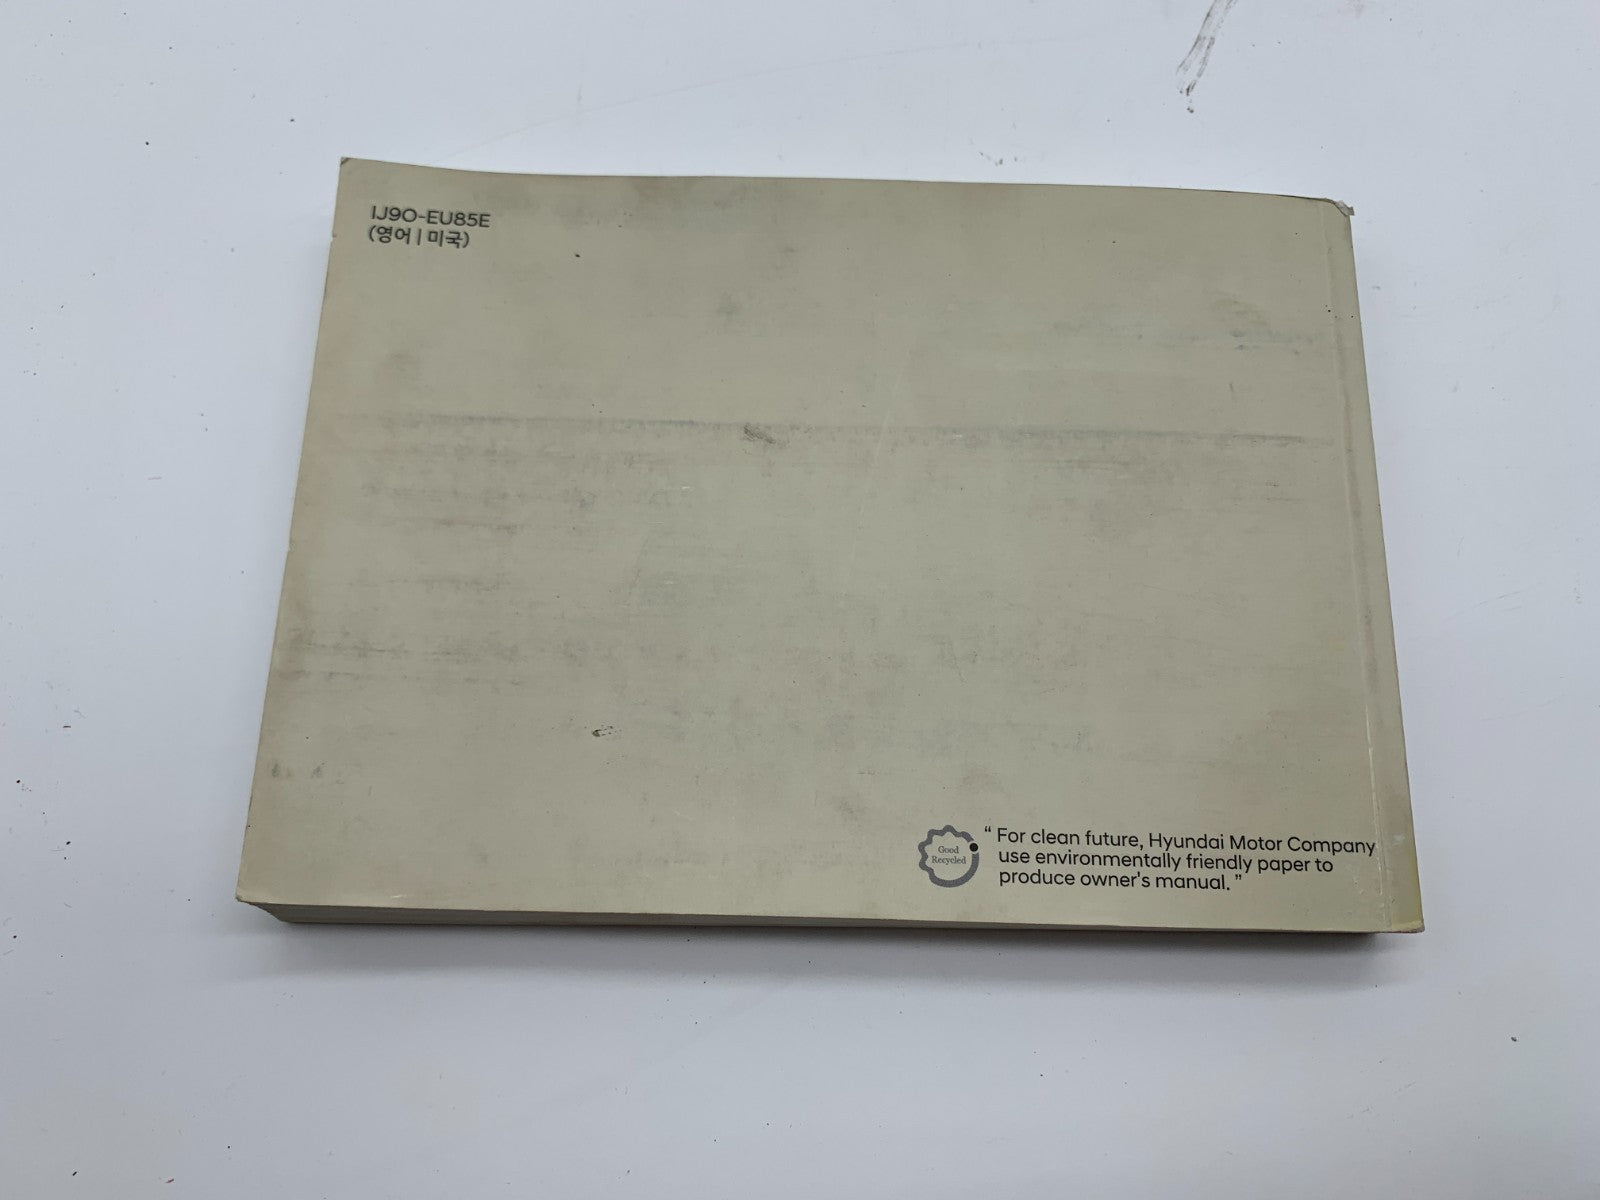 IJ9O-EU85E
(영어 | 미국)
Good
Recycled
“ For clean future, Hyundai Motor Company
use environmentally friendly paper to
produce owner's manual. ”